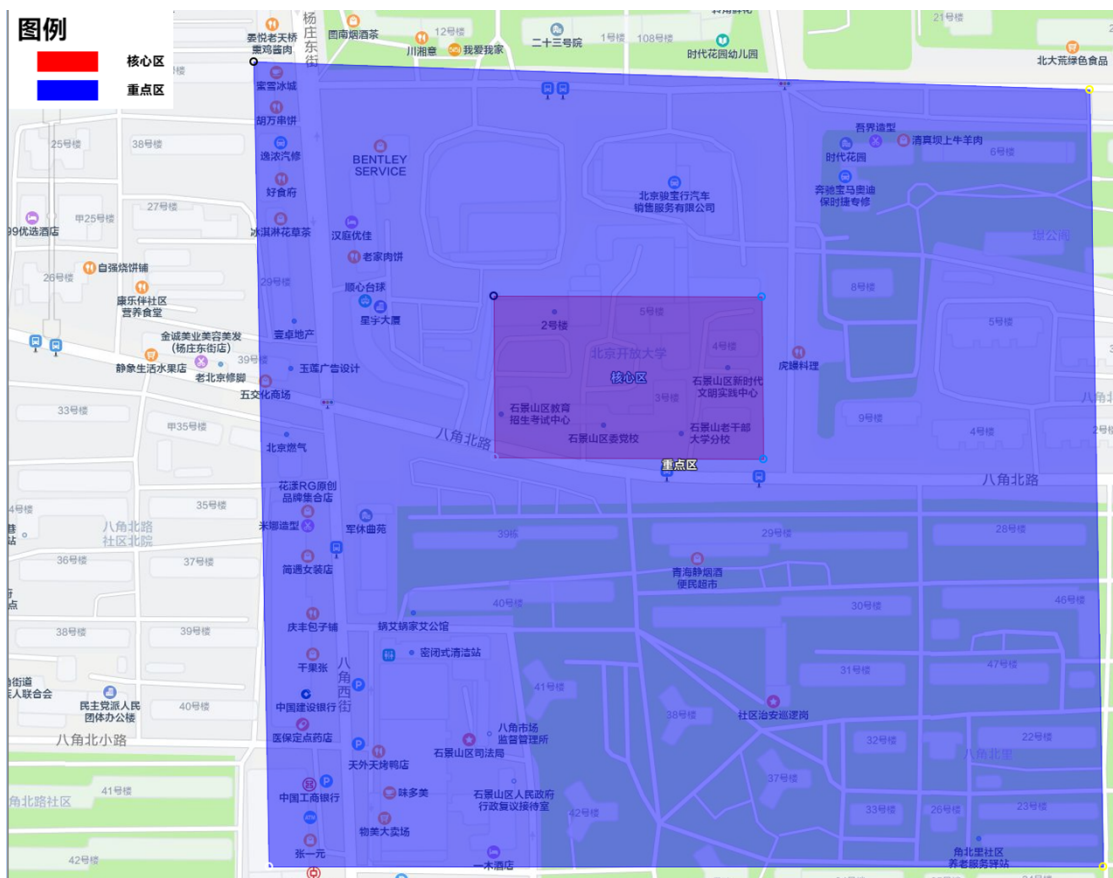 图例
核心区
重点区
娄悦老天桥
熏鸡酱肉
杨庄东街
图南烟酒茶
12号楼
川湘意
我爱我家
二十三号院
1号楼
108号楼
时代花园幼儿园
21号楼
北大荒绿色食品
蜜雪冰城
胡万串饼
25号楼
38号楼
逸浓汽修
BENTLEY
SERVICE
吾界造型
清真坝上牛羊肉
时代花园
6号楼
好食府
北京骏宝行汽车
销售服务有限公司
奔驰宝马奥迪
保时捷专修
27号楼
甲25号楼
99优选酒店
冰淇淋花草茶
汉庭优佳
老家肉饼
自强烧饼铺
26号楼
29号楼
顺心台球
8号楼
康乐伴社区
营养食堂
星宇大厦
2号楼
5号楼
5号楼
金诚美业美容美发
(杨庄东街店)
壹卓地产
北京开放大学
4号楼
静象生活水果店
老北京修脚
39号楼
玉莲广告设计
核心区
石景山区新时代
文明实践中心
虎鳗料理
五交化商场
3号楼
33号楼
甲35号楼
石景山区教育
招生考试中心
石景山区委党校
石景山老干部
大学分校
9号楼
4号楼
2号楼
北京燃气
八角北路
重点区
八角北路
花漾RG原创
品牌集合店
35号楼
八角北路
社区北院
米娜造型
军休曲苑
39栋
29号楼
28号楼
36号楼
37号楼
简遇女装店
青海静烟酒
便民超市
40号楼
30号楼
46号楼
庆丰包子铺
蜗艾蜗家艾公馆
38号楼
39号楼
干果张
密闭式清洁站
31号楼
47号楼
八角西街
41号楼
民主党派人民
团体办公楼
40号楼
中国建设银行
38号楼
社区治安巡逻岗
八角北小路
医保定点药店
八角市场
监督管理所
石景山区司法局
32号楼
22号楼
八角北里
天外天烤鸭店
37号楼
41号楼
中国工商银行
味多美
石景山区人民政府
行政复议接待室
42号楼
33号楼
26号楼
23号楼
物美大卖场
42号楼
张一元
一木酒店
角北里社区
养老服务驿站